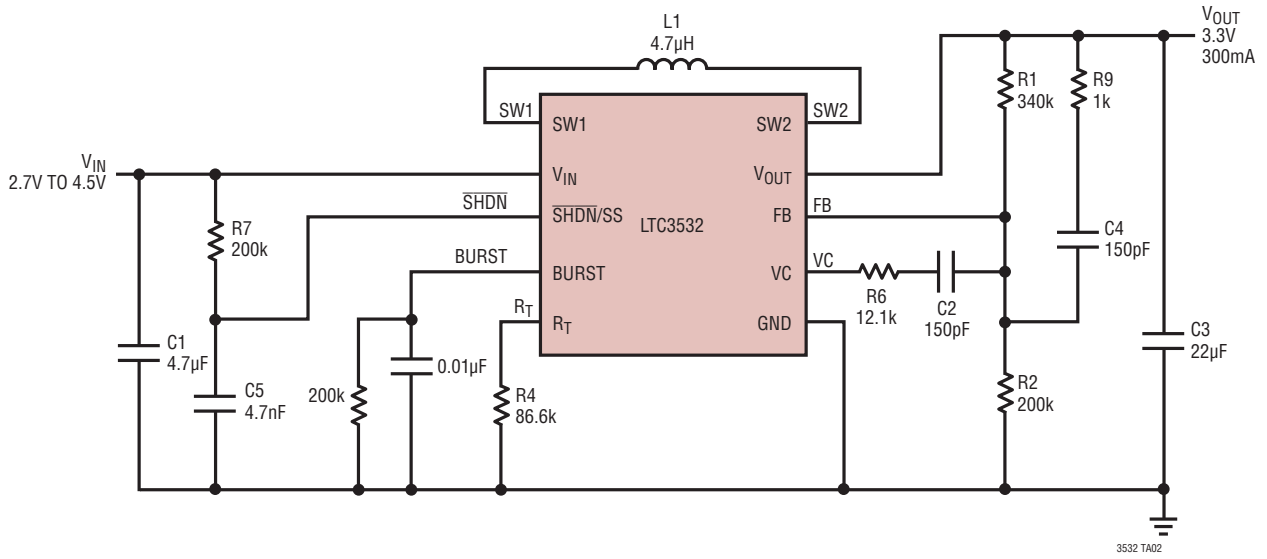 L1
4.7µH
VOUT
3.3V
300mA
R1
340k
R9
1k
SW1
SW1
SW2
SW2
VIN
2.7V TO 4.5V
VIN
VOUT
SHDN
SHDN/SS
LTC3532
FB
FB
R7
200k
C4
150pF
BURST
BURST
VC
VC
R6
12.1k
C2
150pF
RT
RT
GND
C1
4.7µF
C3
22µF
0.01µF
C5
4.7nF
200k
R4
86.6k
R2
200k
3532 TA02